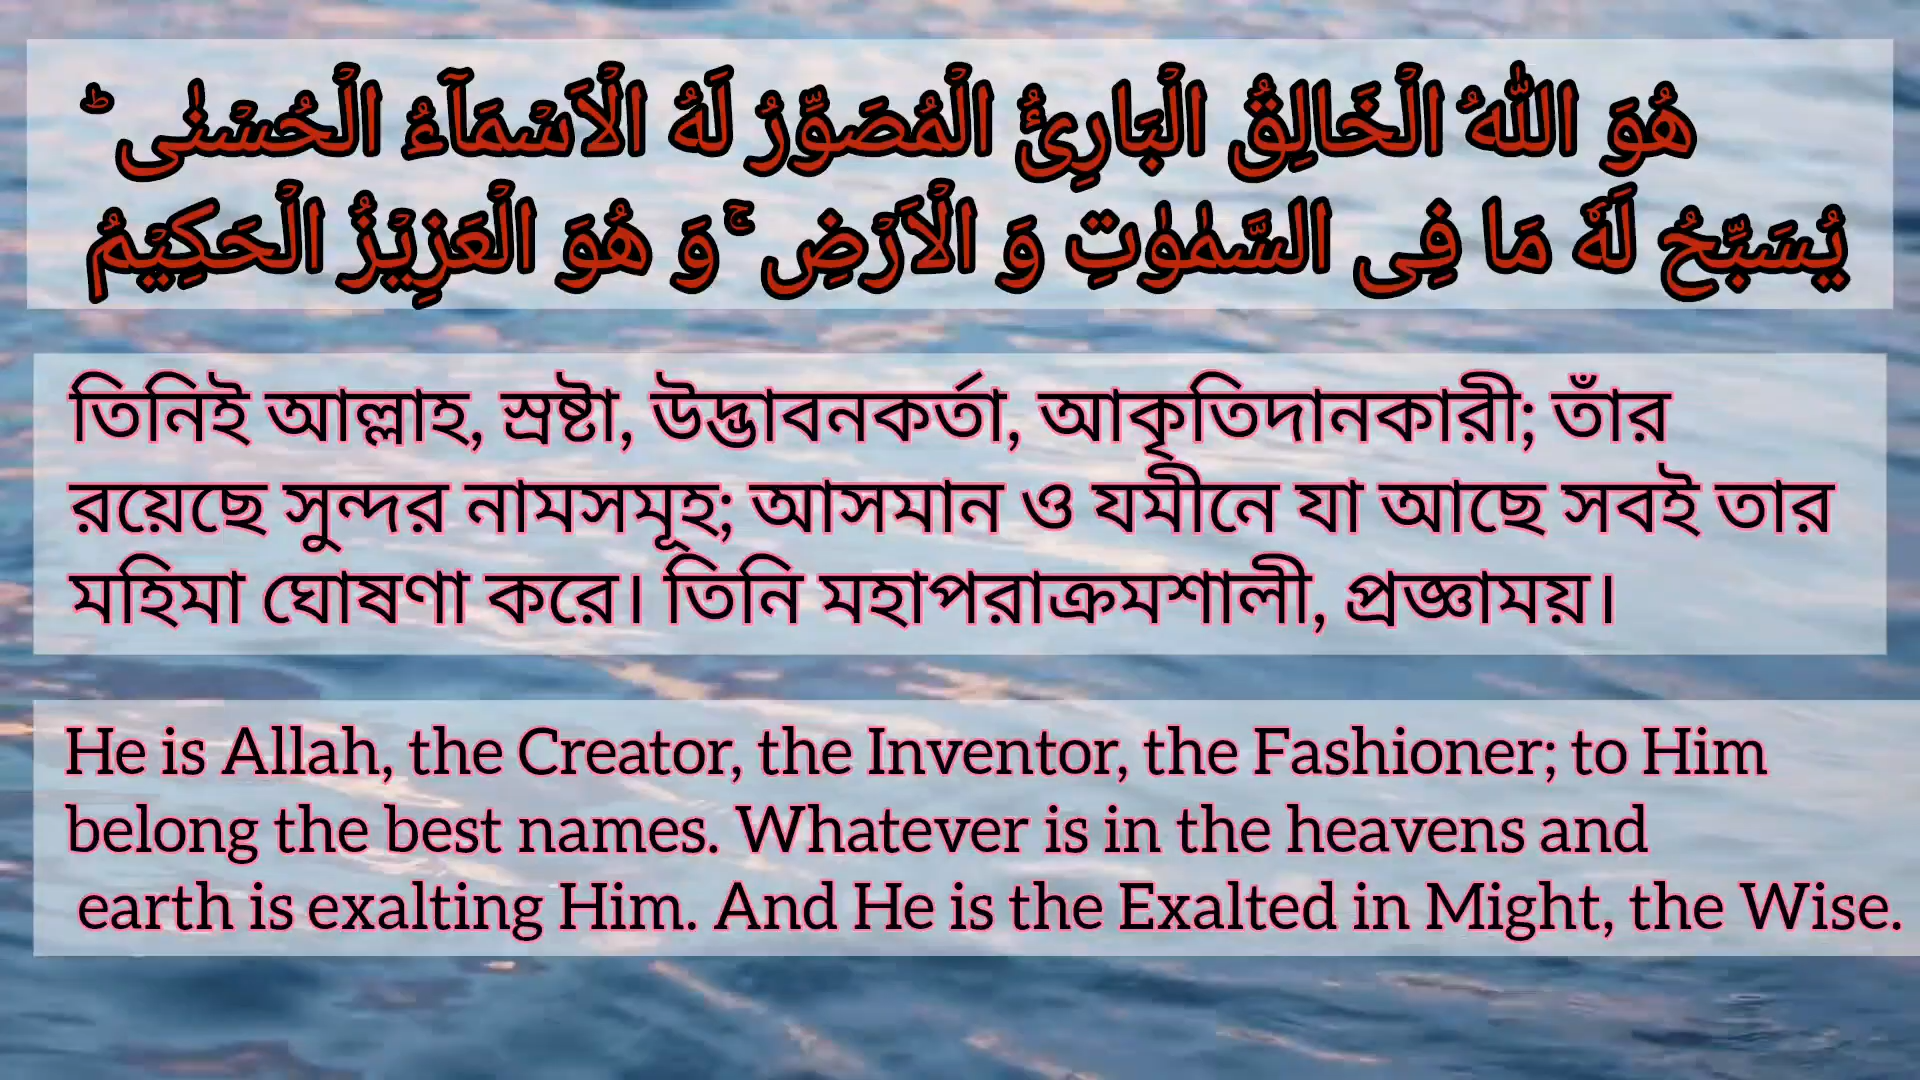 هُوَ اللّٰهُ الْخَالِقُ الْبَارِئُ الْمُصَوِّرُ لَهُ الْاَسْمَآءُ الْحُسْنٰی ؕ
یُسَبِّحُ لَهٗ مَا فِی السَّمٰوٰتِ وَ الْاَرْضِ ۚ وَ هُوَ الْعَزِیْزُ الْحَكِیْمُ
তিনিই আল্লাহ, স্রষ্টা, উদ্ভাবনকর্তা, আকৃতিদানকারী; তাঁর
রয়েছে সুন্দর নামসমূহ; আসমান ও যমীনে যা আছে সবই তার
মহিমা ঘোষণা করে। তিনি মহাপরাক্রমশালী, প্রজ্ঞাময়।
He is Allah, the Creator, the Inventor, the Fashioner; to Him
belong the best names. Whatever is in the heavens and
earth is exalting Him. And He is the Exalted in Might, the Wise.